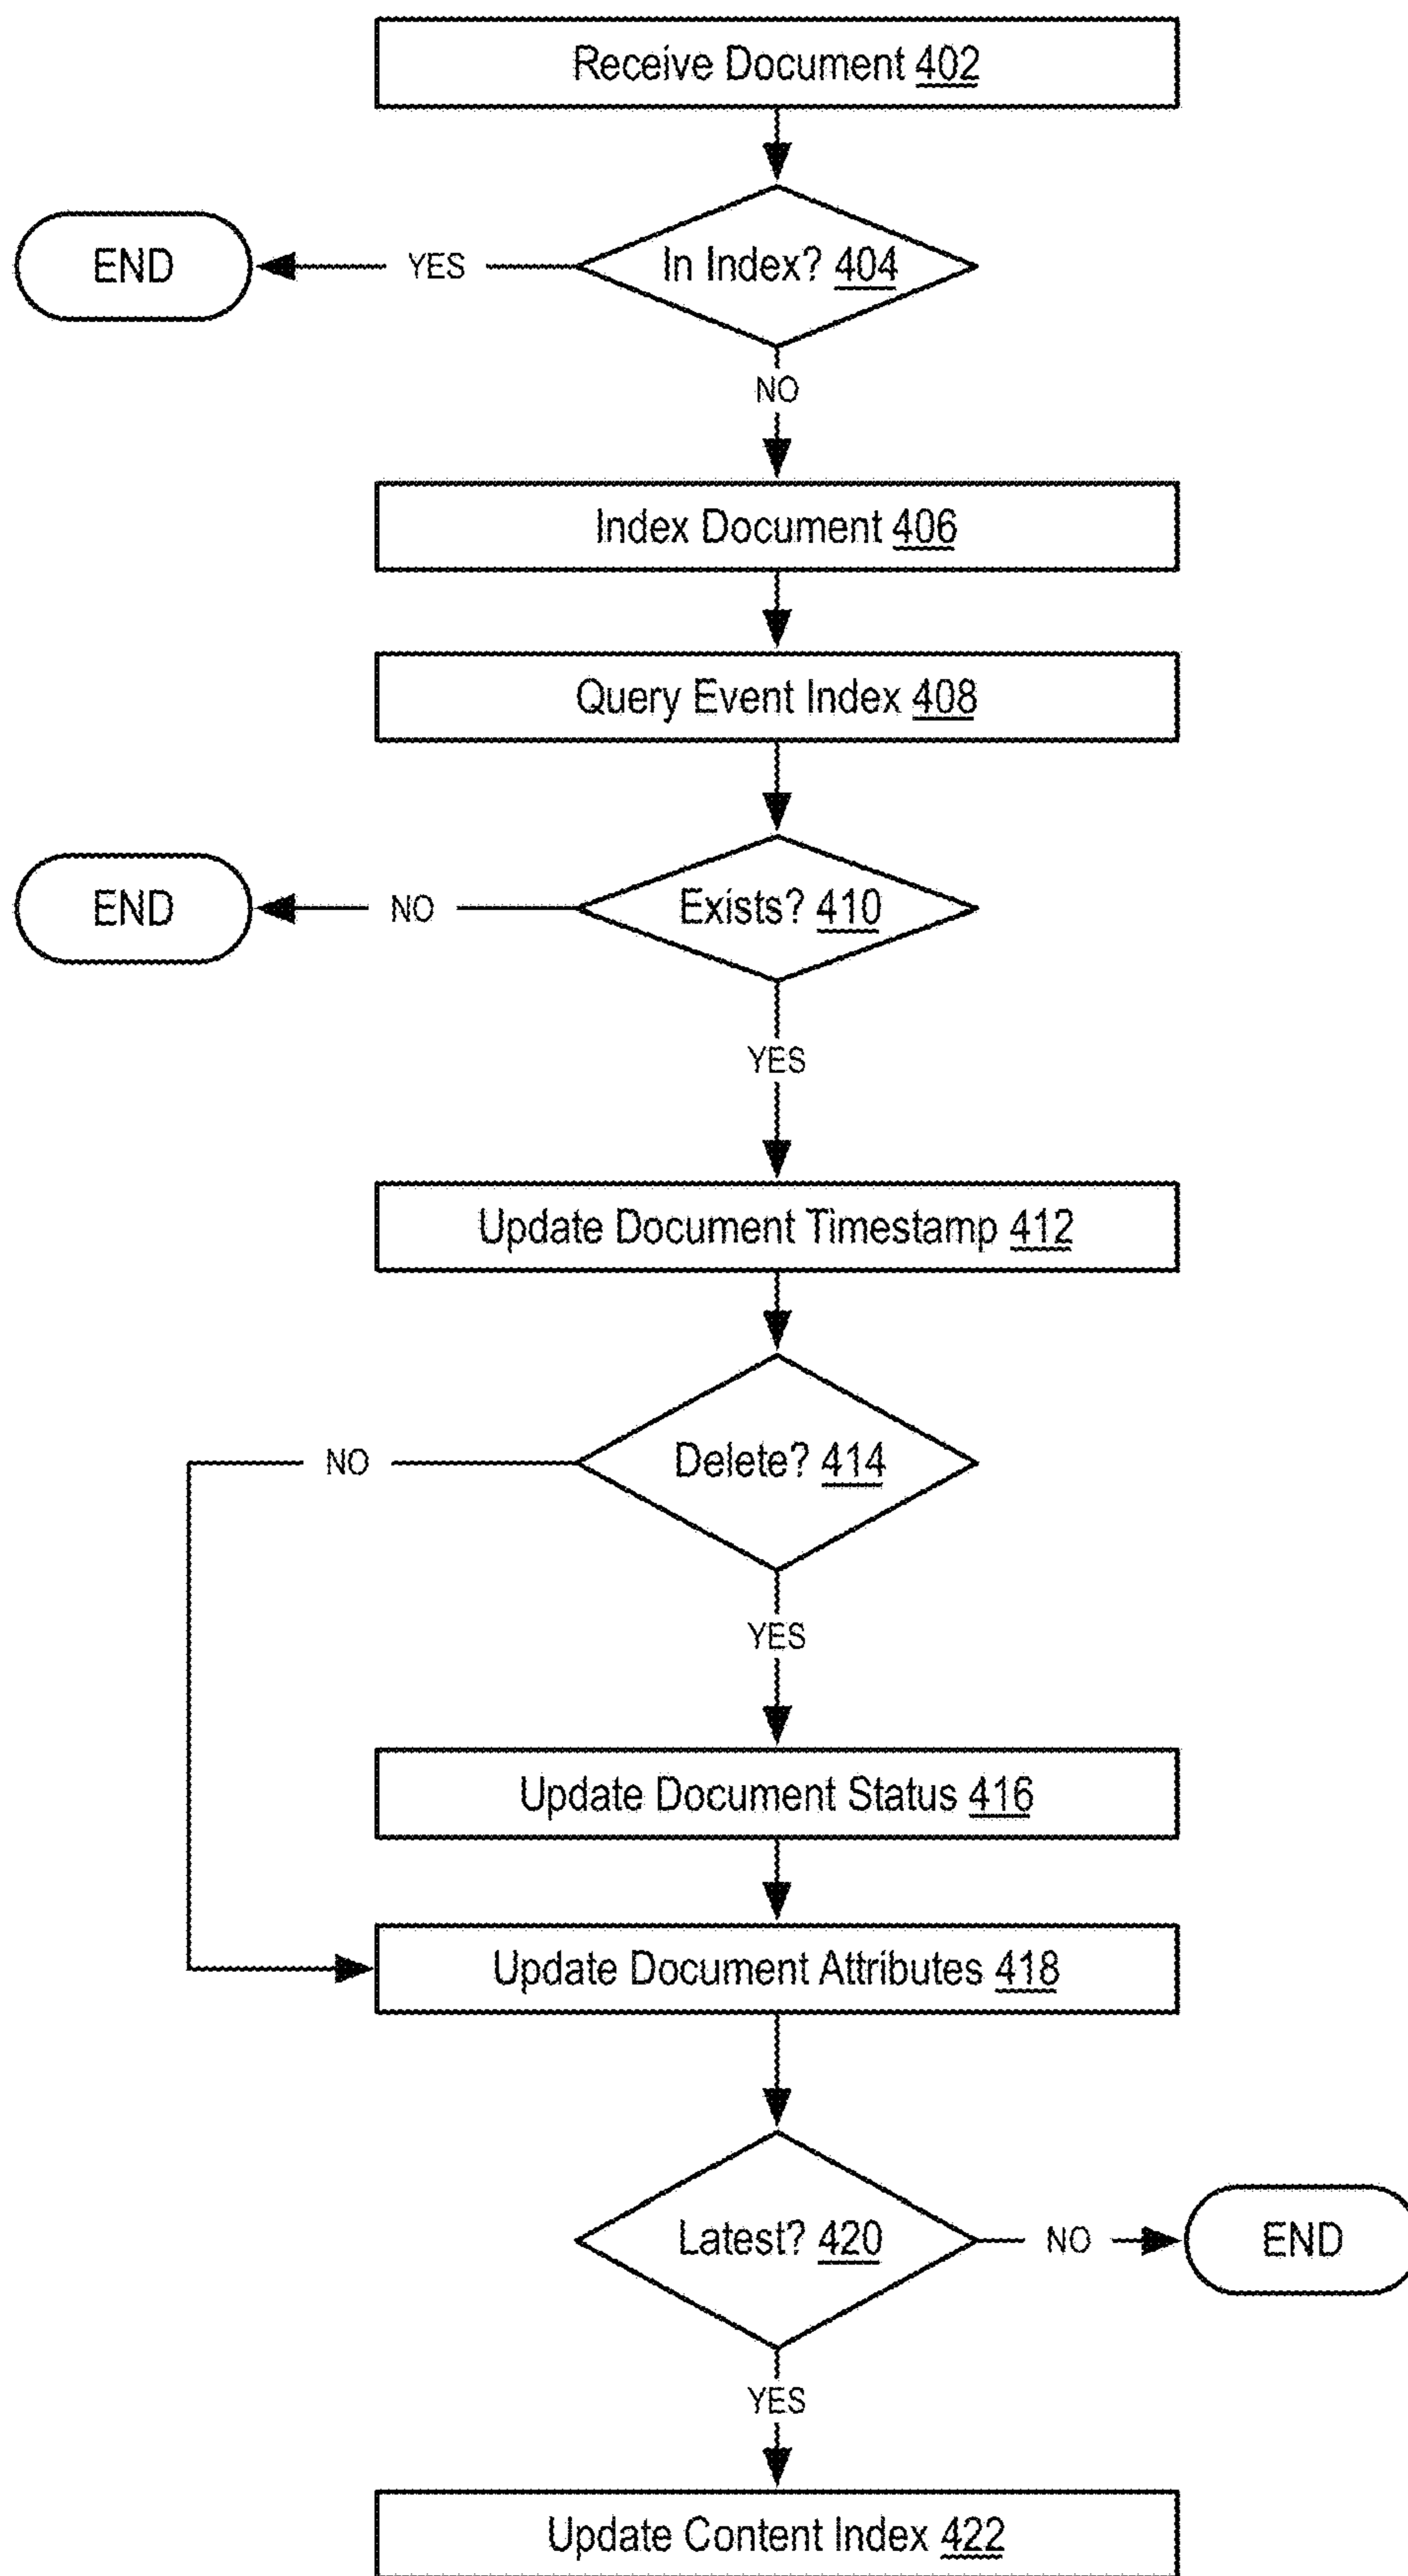 Receive Document 402
END
YES
In Index? 404
NO
Index Document 406
Query Event Index 408
END
NO
Exists? 410
YES
Update Document Timestamp 412
NO
Delete? 414
YES
Update Document Status 416
Update Document Attributes 418
Latest? 420
NO
END
YES
Update Content Index 422